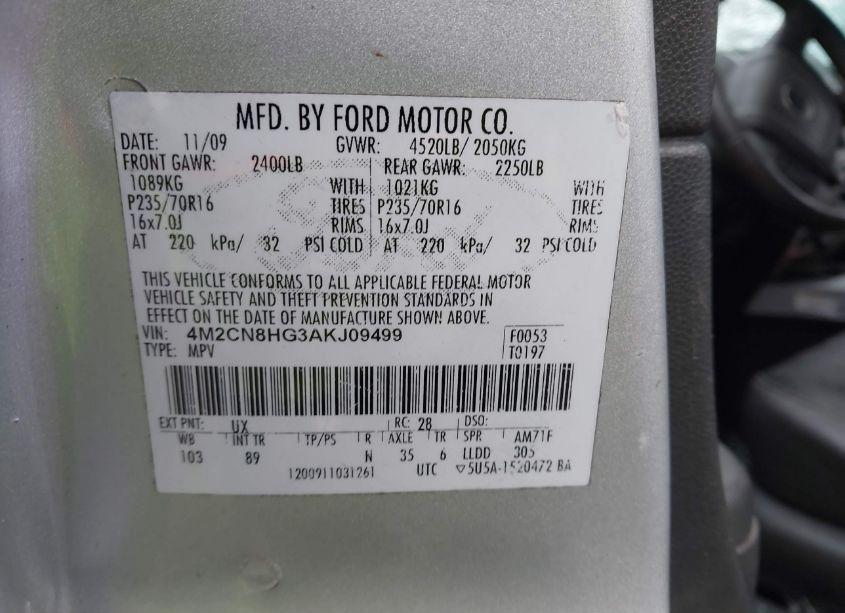 MFD. BY FORD MOTOR CO.
DATE: 11/09 GVWR: 4520LB/ 2050KG
FRONT GAWR: 2400LB REAR GAWR: 2250LB
1089KG WITH 1021KG WITH
P235/70R16 TIRES P235/70R16 TIRES
16x7.0J RIMS 16x7.0J RIMS
AT 220 kPa/ 32 PSI COLD AT 220 kPa/ 32 PSI COLD
THIS VEHICLE CONFORMS TO ALL APPLICABLE FEDERAL MOTOR
VEHICLE SAFETY AND THEFT PREVENTION STANDARDS IN
EFFECT ON THE DATE OF MANUFACTURE SHOWN ABOVE.
VIN: 4M2CN8HG3AKJ09499 F0053
TYPE: MPV T0197
EXT PNT: UX RC: 28 DSO:
WB INT TR TP/PS R AXLE TR SPR AM71F
103 89 N 35 6 LLDD 305
1200911031261 UTC ▽5U5A-1520472 BA